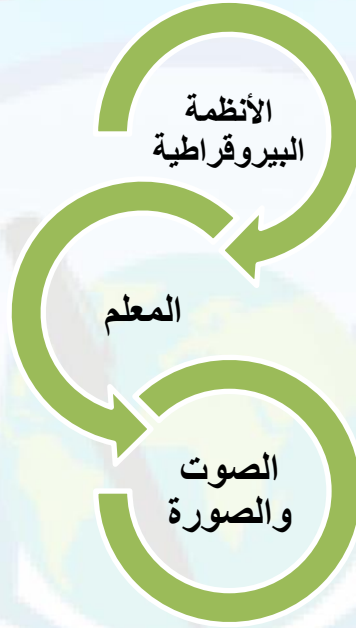 الأنظمة
البيروقراطية
المعلم
الصوت
والصورة